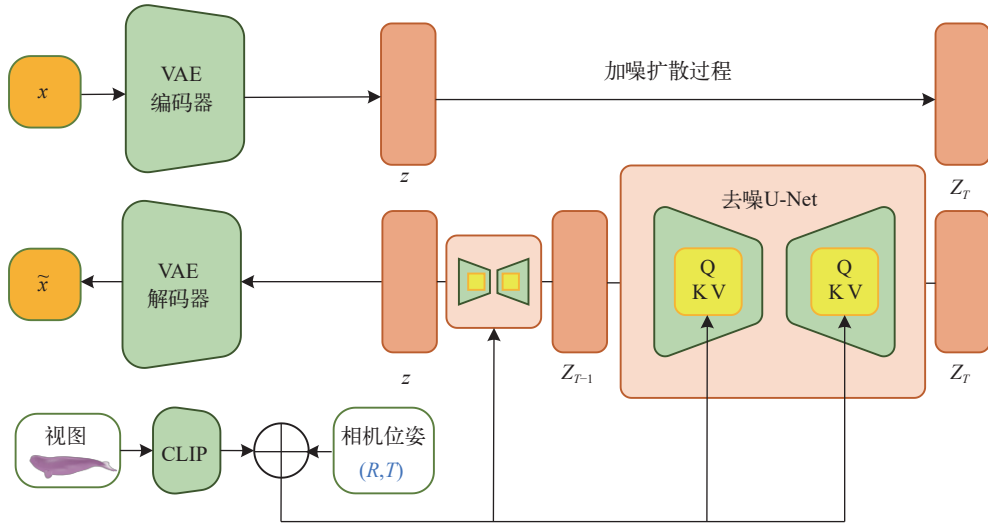 x
VAE
编码器
z
加噪扩散过程
Z_T
x̃
VAE
解码器
z
Z_{T−1}
去噪U-Net
Q
K V
Q
K V
Z_T
视图
CLIP
相机位姿
(R,T)